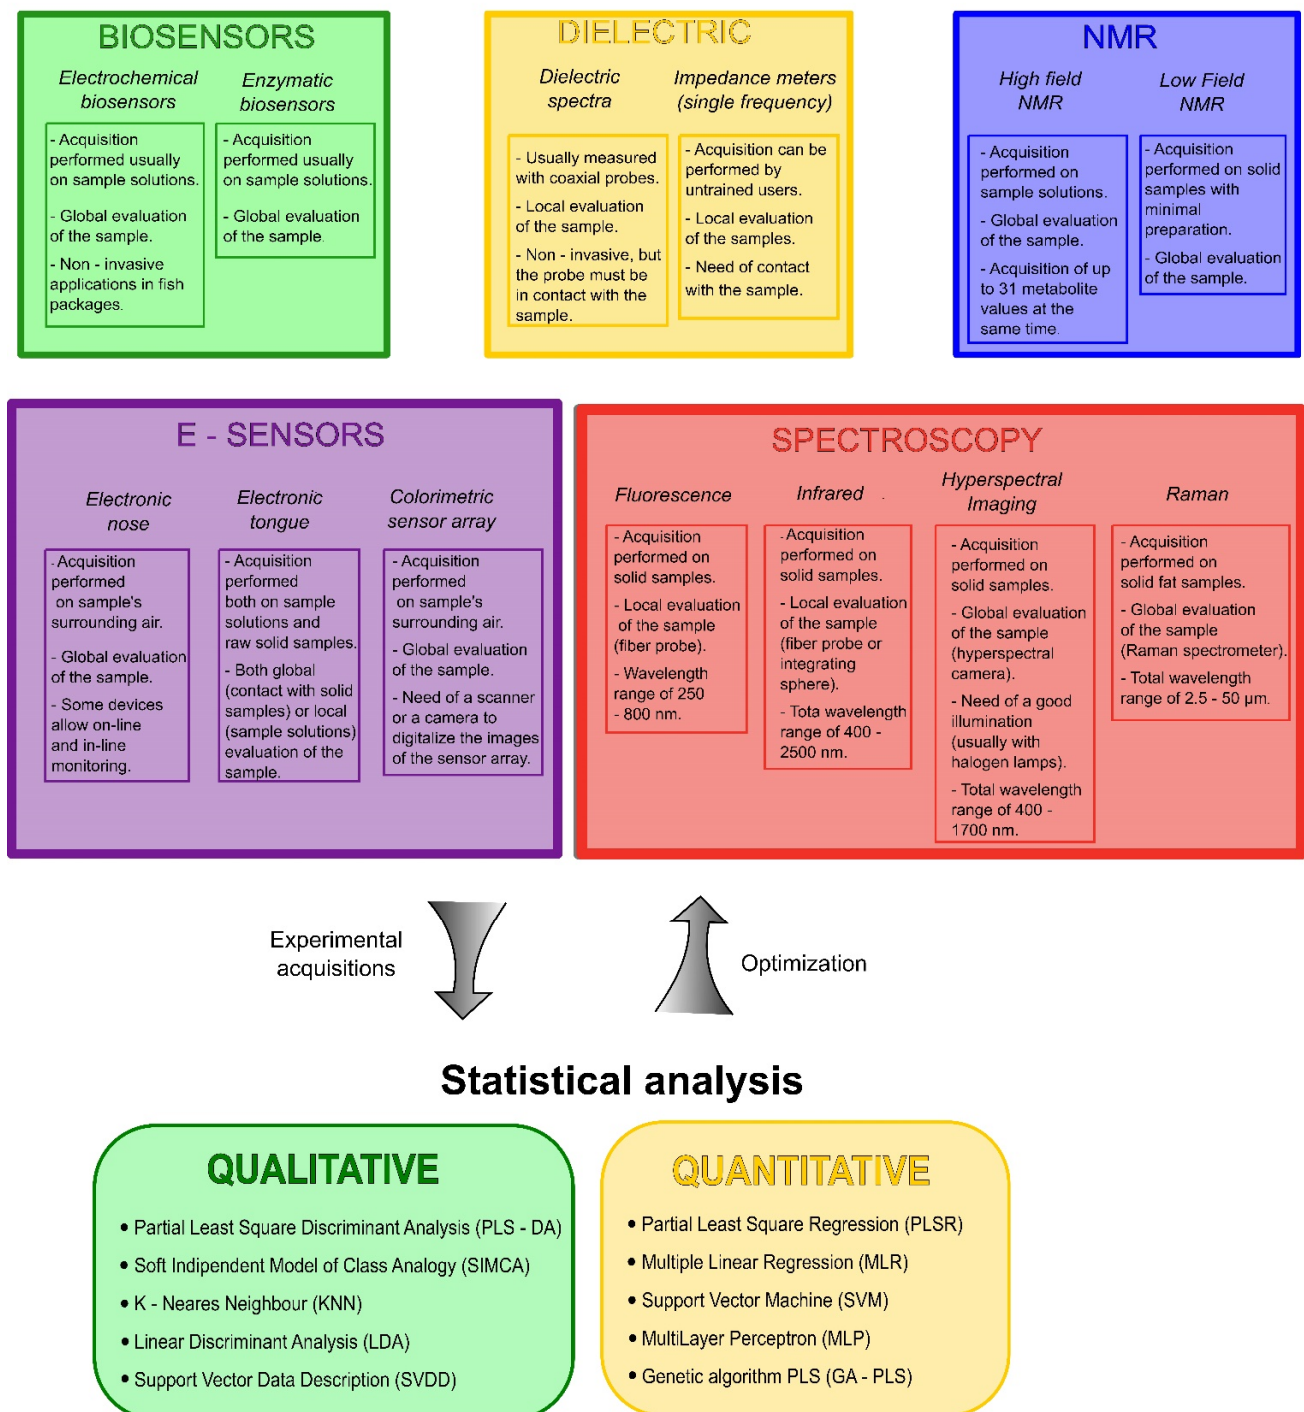 BIOSENSORS
Electrochemical
biosensors
- Acquisition
performed usually
on sample solutions.
- Global evaluation
of the sample.
- Non - invasive
applications in fish
packages.
Enzymatic
biosensors
- Acquisition
performed usually
on sample solutions.
- Global evaluation
of the sample.
DIELECTRIC
Dielectric
spectra
- Usually measured
with coaxial probes.
- Local evaluation
of the sample.
- Non - invasive, but
the probe must be
in contact with the
sample.
Impedance meters
(single frequency)
- Acquisition can be
performed by
untrained users.
- Local evaluation
of the samples.
- Need of contact
with the sample.
NMR
High field
NMR
- Acquisition
performed on
sample solutions.
- Global evaluation
of the sample.
- Acquisition of up
to 31 metabolite
values at the
same time.
Low Field
NMR
- Acquisition
performed on solid
samples with
minimal
preparation.
- Global evaluation
of the sample.
E - SENSORS
Electronic
nose
- Acquisition
performed
on sample's
surrounding air.
- Global evaluation
of the sample.
- Some devices
allow on-line
and in-line
monitoring.
Electronic
tongue
- Acquisition
performed
both on sample
solutions and
raw solid samples.
- Both global
(contact with solid
samples) or local
(sample solutions)
evaluation of the
sample.
Colorimetric
sensor array
- Acquisition
performed
on sample's
surrounding air.
- Global evaluation
of the sample.
- Need of a scanner
or a camera to
digitalize the images
of the sensor array.
SPECTROSCOPY
Fluorescence
- Acquisition
performed on
solid samples.
- Local evaluation
of the sample
(fiber probe).
- Wavelength
range of 250
- 800 nm.
Infrared .
- Acquisition
performed on
solid samples.
- Local evaluation
of the sample
(fiber probe or
integrating
sphere).
- Tota wavelength
range of 400 -
2500 nm.
Hyperspectral
Imaging
- Acquisition
performed on
solid samples.
- Global evaluation
of the sample
(hyperspectral
camera).
- Need of a good
illumination
(usually with
halogen lamps).
- Total wavelength
range of 400 -
1700 nm.
Raman
- Acquisition
performed on
solid fat samples.
- Global evaluation
of the sample
(Raman spectrometer).
- Total wavelength
range of 2.5 - 50 µm.
Experimental
acquisitions
Optimization
Statistical analysis
QUALITATIVE
• Partial Least Square Discriminant Analysis (PLS - DA)
• Soft Indipendent Model of Class Analogy (SIMCA)
• K - Neares Neighbour (KNN)
• Linear Discriminant Analysis (LDA)
• Support Vector Data Description (SVDD)
QUANTITATIVE
• Partial Least Square Regression (PLSR)
• Multiple Linear Regression (MLR)
• Support Vector Machine (SVM)
• MultiLayer Perceptron (MLP)
• Genetic algorithm PLS (GA - PLS)